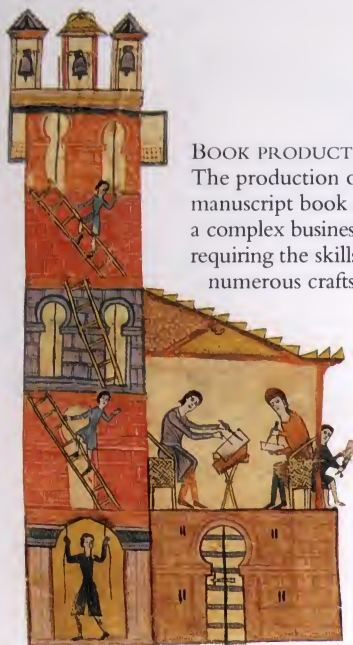 BOOK PRODUCT
The production o
manuscript book
a complex busines
requiring the skills
numerous crafts